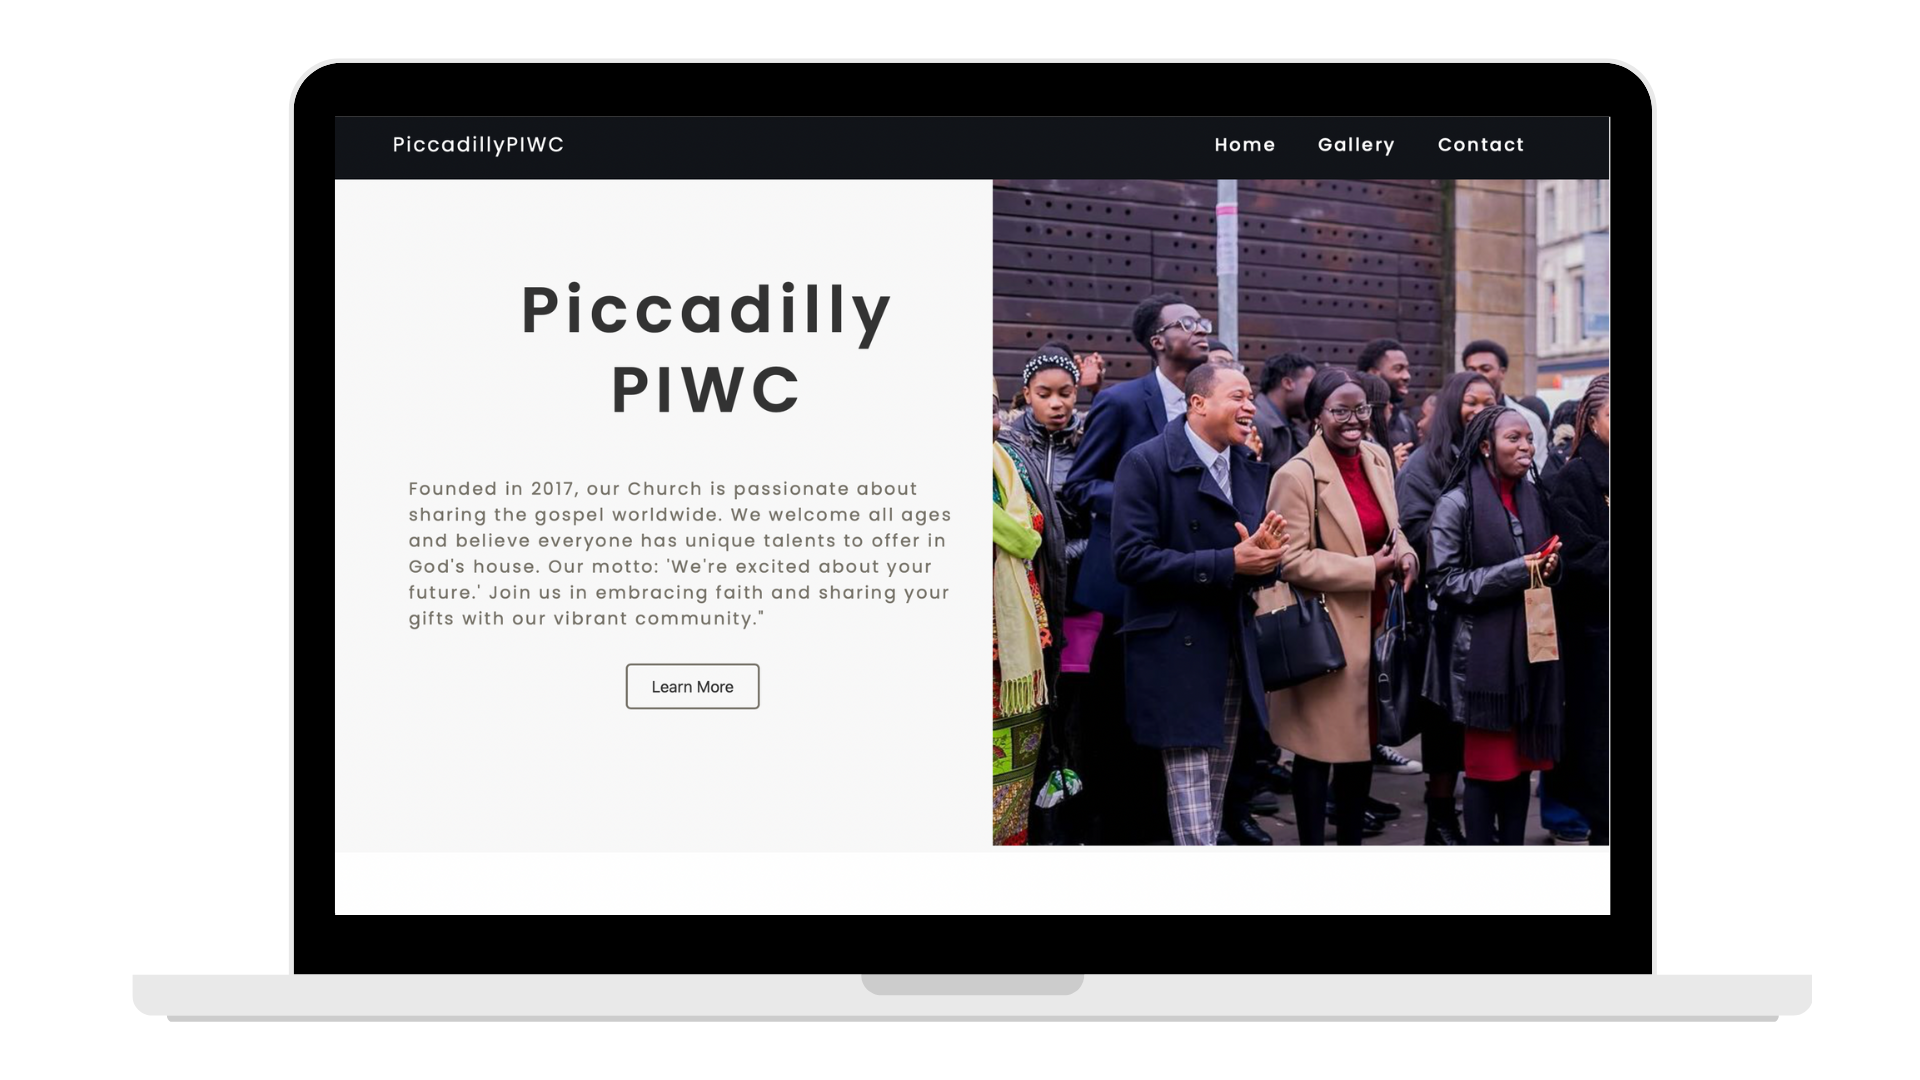 PiccadillyPIWC
Home Gallery Contact
Piccadilly
PIWC
Founded in 2017, our Church is passionate about
sharing the gospel worldwide. We welcome all ages
and believe everyone has unique talents to offer in
God's house. Our motto: 'We're excited about your
future.' Join us in embracing faith and sharing your
gifts with our vibrant community."
Learn More